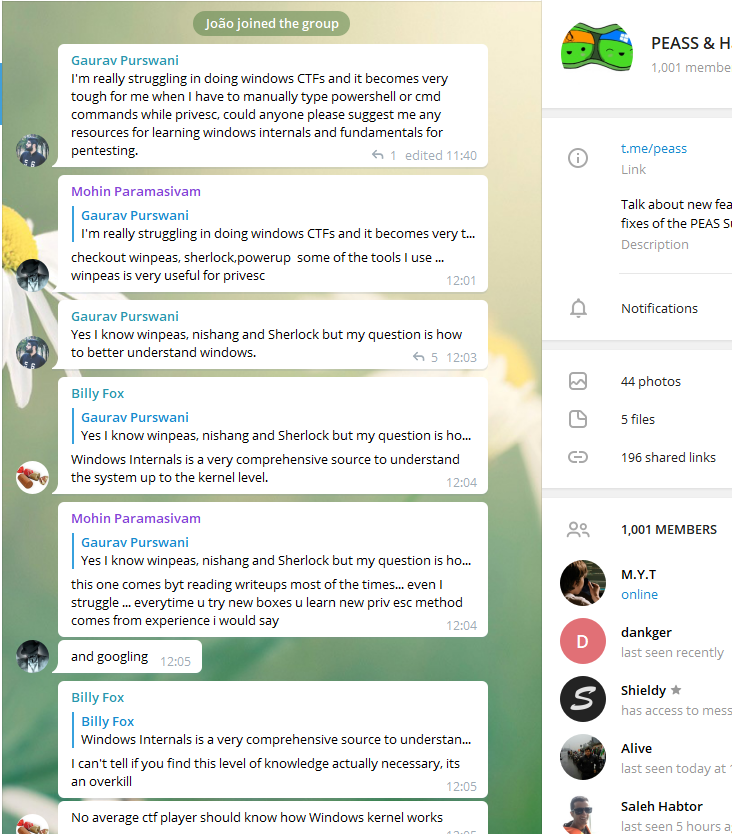 João joined the group
Gaurav Purswani
I'm really struggling in doing windows CTFs and it becomes very
tough for me when I have to manually type powershell or cmd
commands while privesc, could anyone please suggest me any
resources for learning windows internals and fundamentals for
pentesting.
1 edited 11:40
Mohin Paramasivam
Gaurav Purswani
I'm really struggling in doing windows CTFs and it becomes very t...
checkout winpeas, sherlock,powerup  some of the tools I use ...
winpeas is very useful for privesc
12:01
Gaurav Purswani
Yes I know winpeas, nishang and Sherlock but my question is how
to better understand windows.
5 12:03
Billy Fox
Gaurav Purswani
Yes I know winpeas, nishang and Sherlock but my question is ho...
Windows Internals is a very comprehensive source to understand
the system up to the kernel level.
12:04
Mohin Paramasivam
Gaurav Purswani
Yes I know winpeas, nishang and Sherlock but my question is ho...
this one comes byt reading writeups most of the times... even I
struggle ... everytime u try new boxes u learn new priv esc method
comes from experience i would say
12:04
and googling
12:05
Billy Fox
Billy Fox
Windows Internals is a very comprehensive source to understan...
I can't tell if you find this level of knowledge actually necessary, its
an overkill
12:05
No average ctf player should know how Windows kernel works
PEASS & H
1,001 membe
t.me/peass
Link
Talk about new fea
fixes of the PEAS S
Description
Notifications
44 photos
5 files
196 shared links
1,001 MEMBERS
M.Y.T
online
D
dankger
last seen recently
S
Shieldy
has access to mess
Alive
last seen today at
Saleh Habtor
last seen 5 hours a